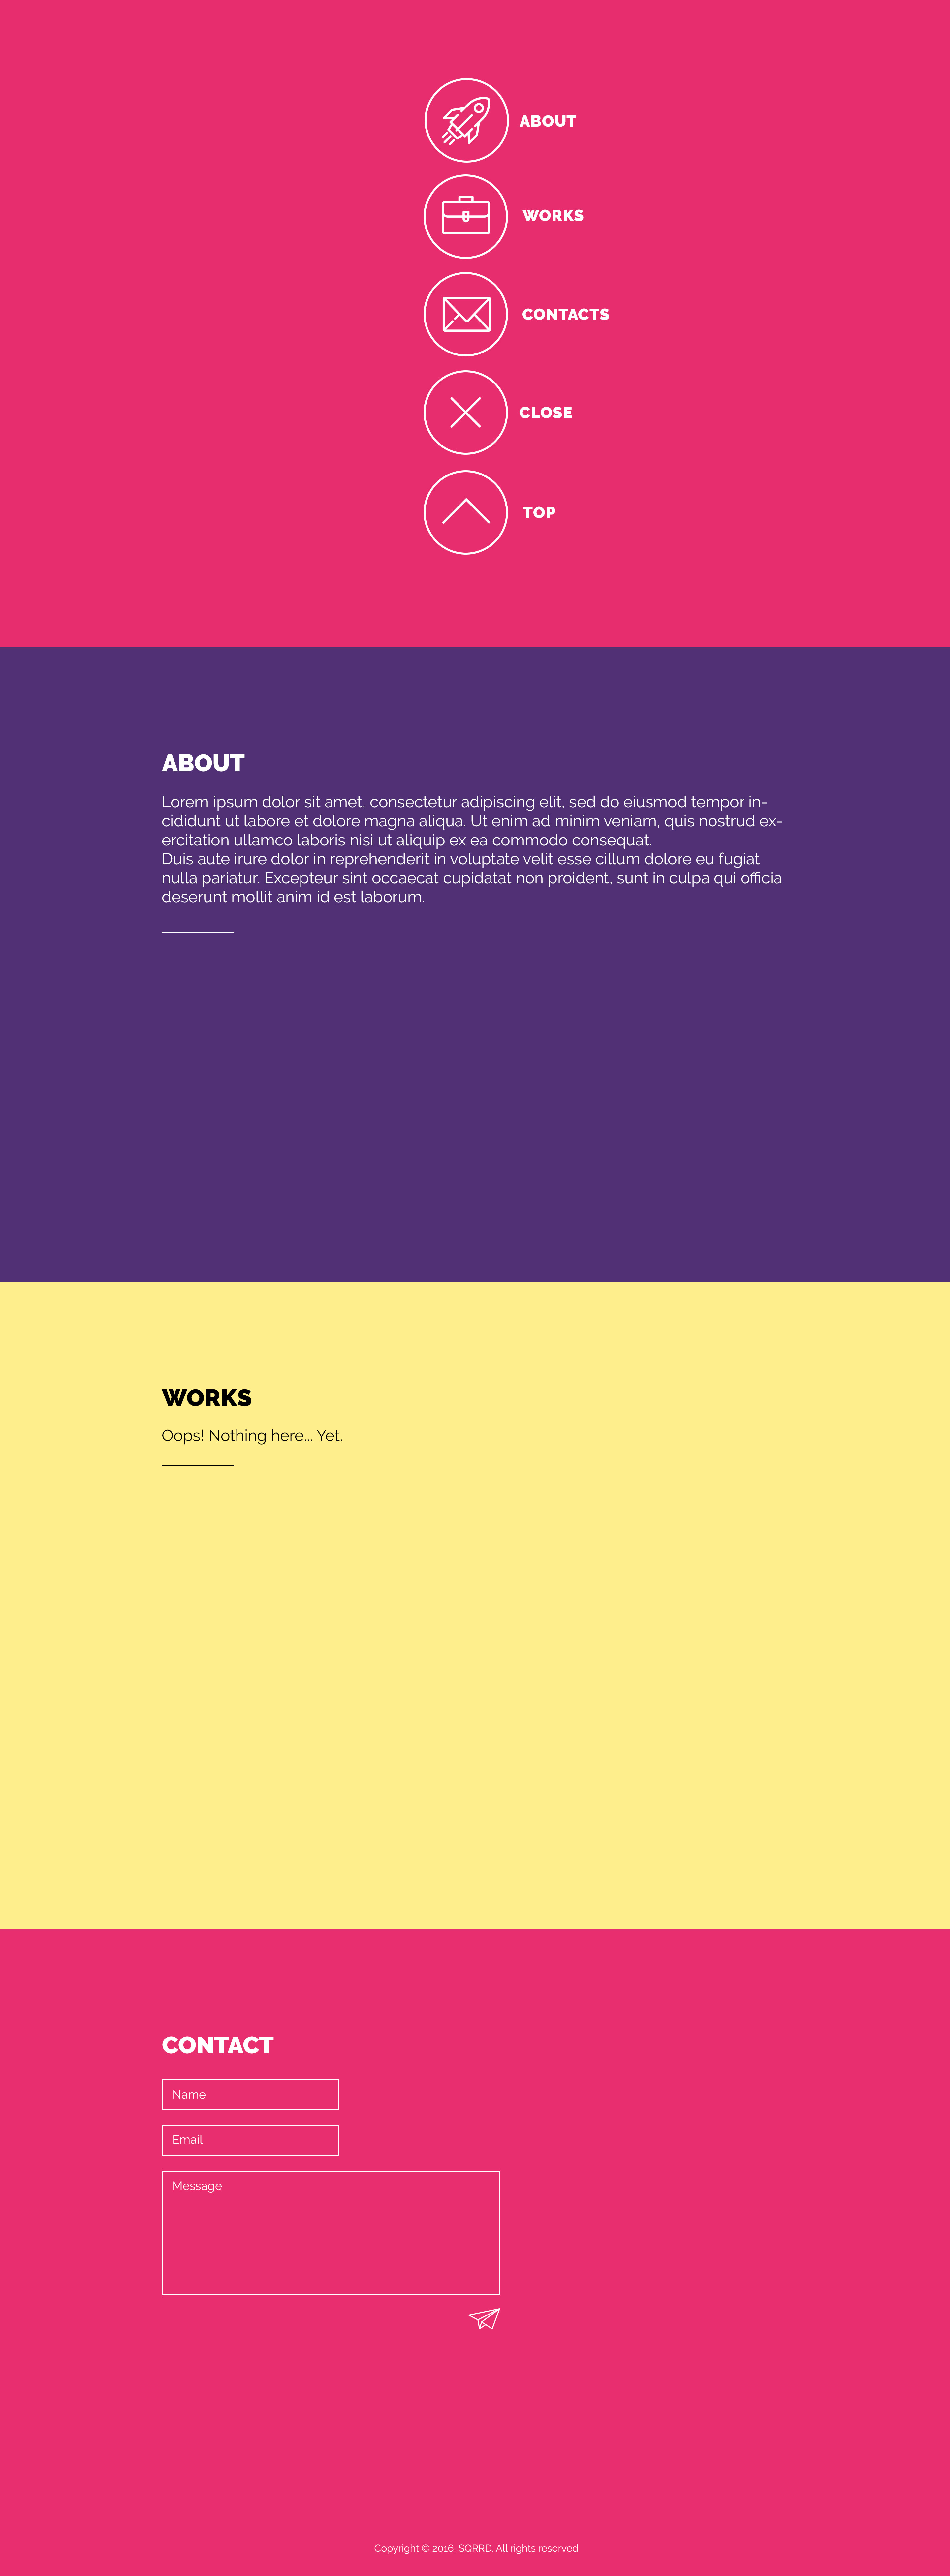 ABOUT
WORKS
CONTACTS
CLOSE
TOP
ABOUT
Lorem ipsum dolor sit amet, consectetur adipiscing elit, sed do eiusmod tempor in-
cididunt ut labore et dolore magna aliqua. Ut enim ad minim veniam, quis nostrud ex-
ercitation ullamco laboris nisi ut aliquip ex ea commodo consequat.
Duis aute irure dolor in reprehenderit in voluptate velit esse cillum dolore eu fugiat
nulla pariatur. Excepteur sint occaecat cupidatat non proident, sunt in culpa qui officia
deserunt mollit anim id est laborum.
WORKS
Oops! Nothing here... Yet.
CONTACT
Name
Email
Message
Copyright © 2016, SQRRD. All rights reserved